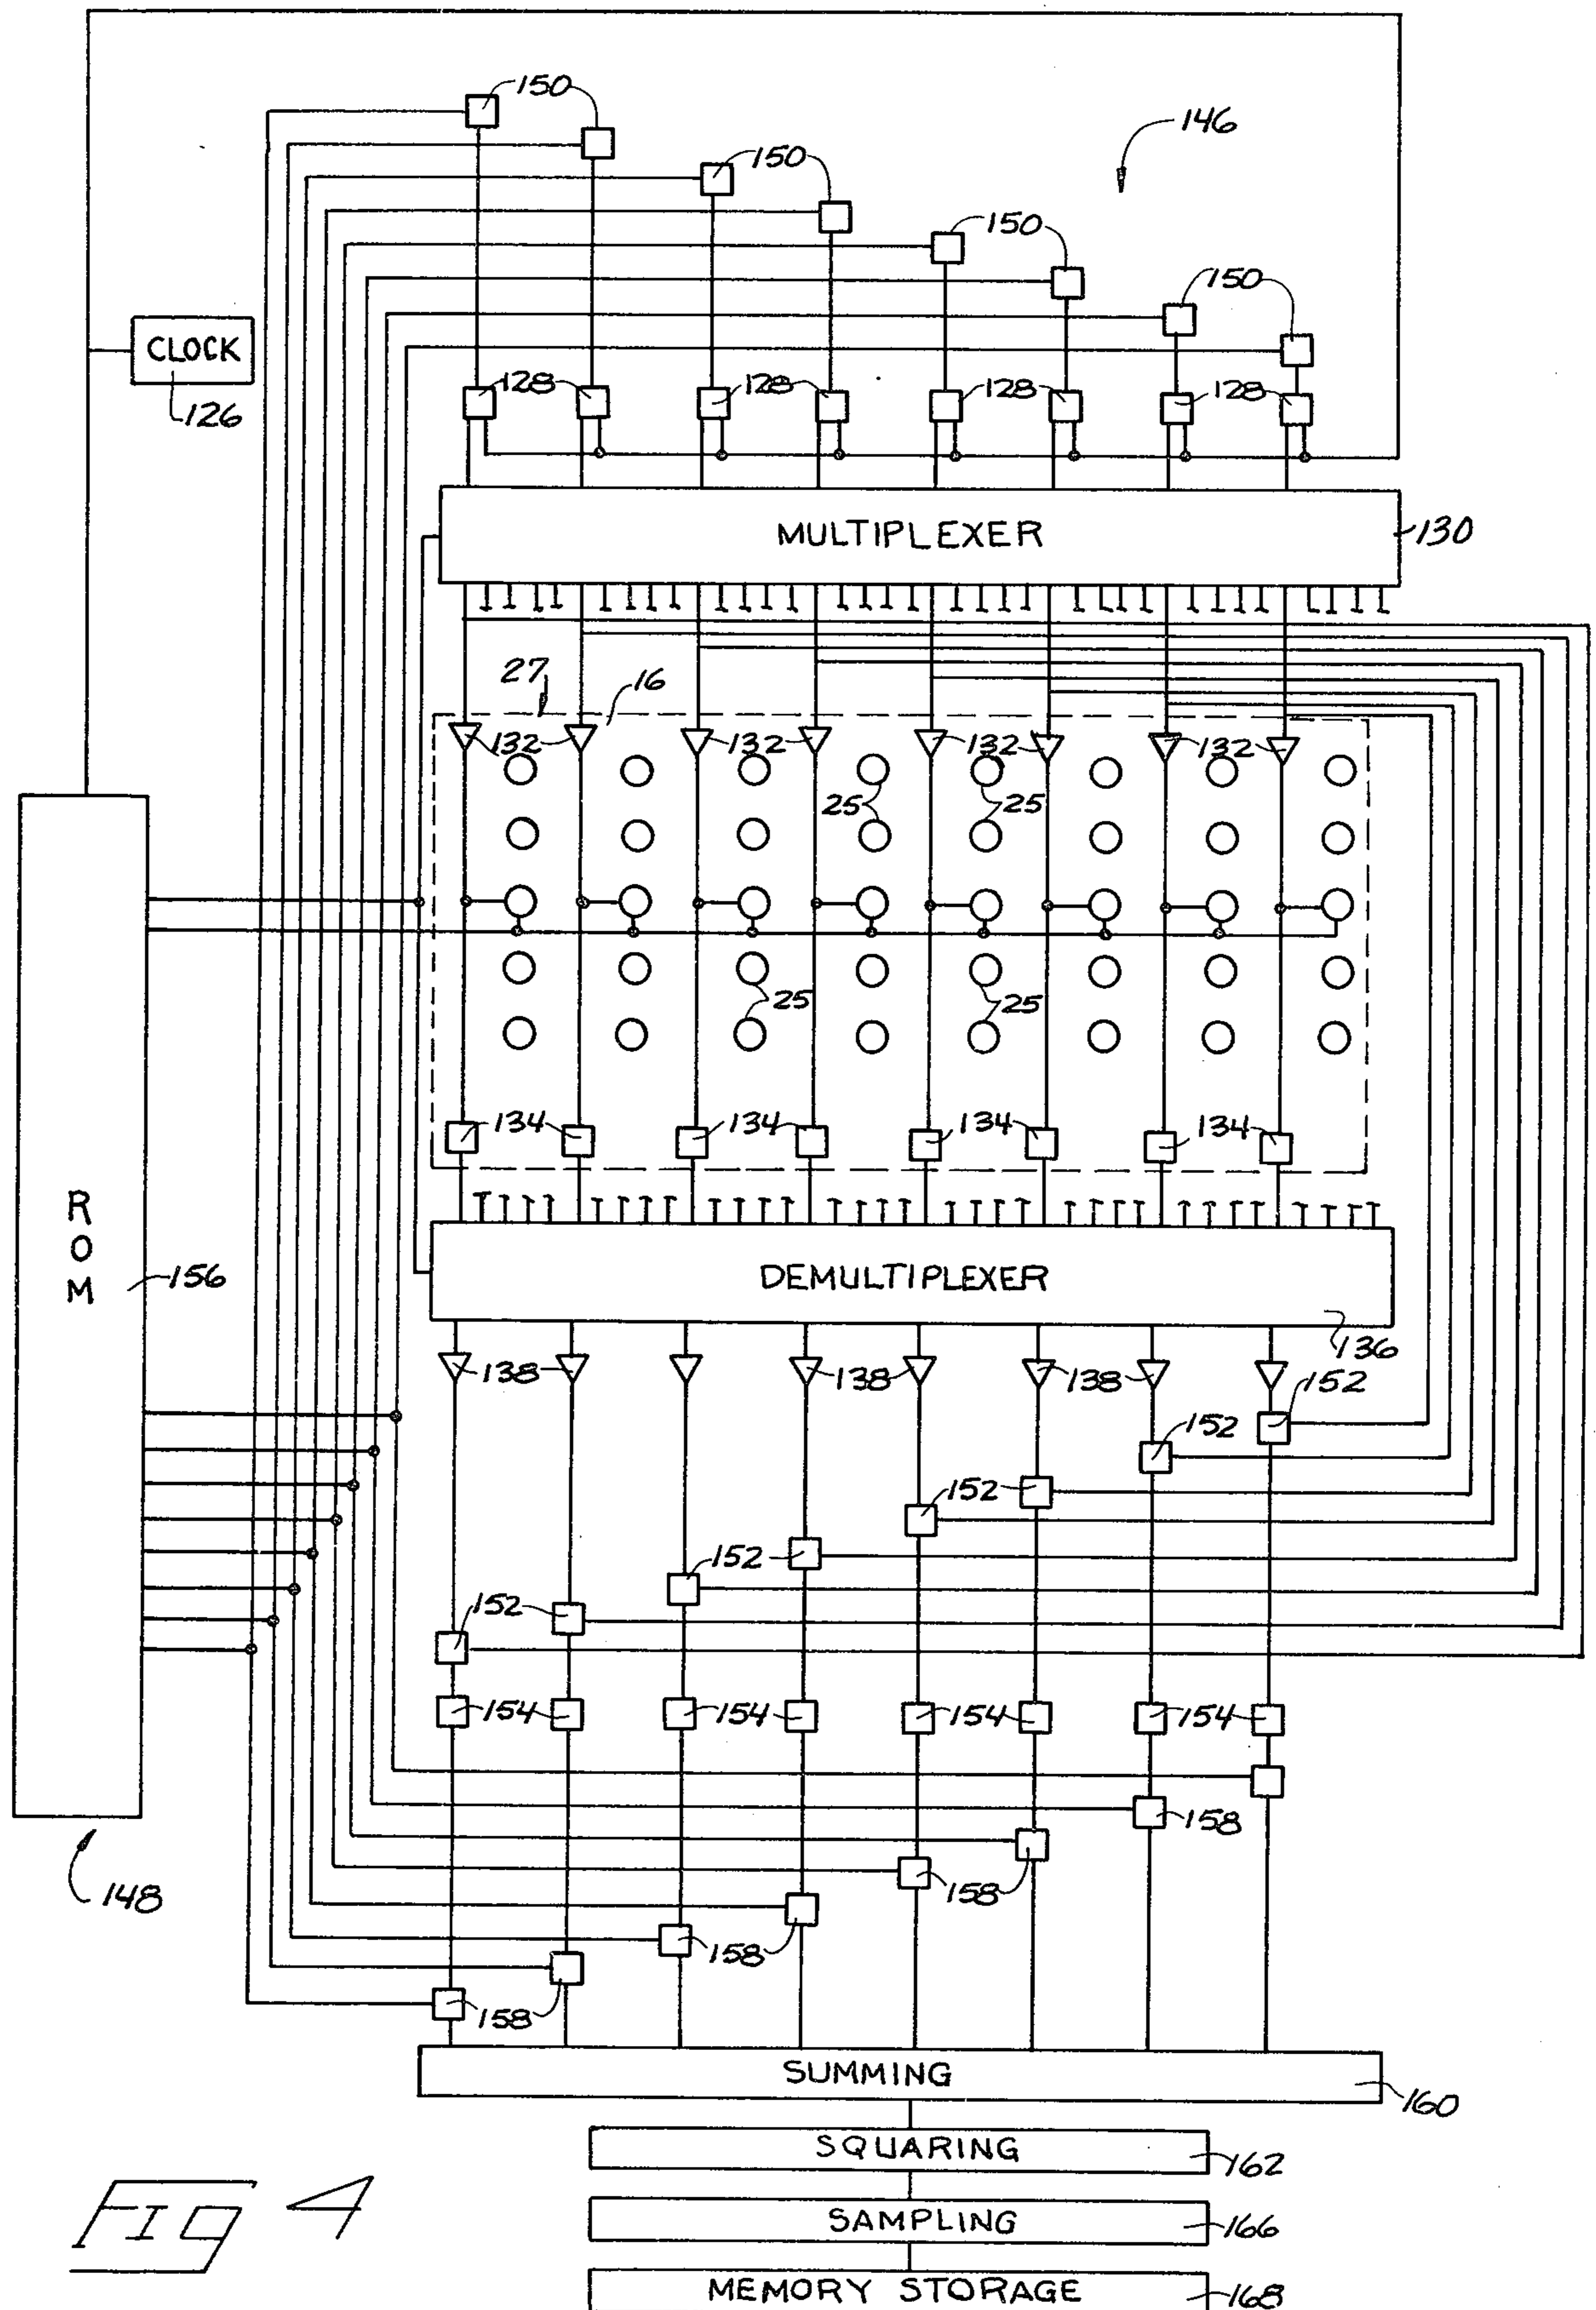 150
146
150
150
150
CLOCK
126
128 128 128 128
MULTIPLEXER
130
27 16
132 132 132 132
25 25
25 25
134 134 134 134
R
O
M
156
DEMULTIPLEXER
136
138 138 138
152
152
152
152
152
154 154 154 154
158
148
158
158
158
SUMMING
160
SQUARING
162
SAMPLING
166
MEMORY STORAGE
168
FIG 4